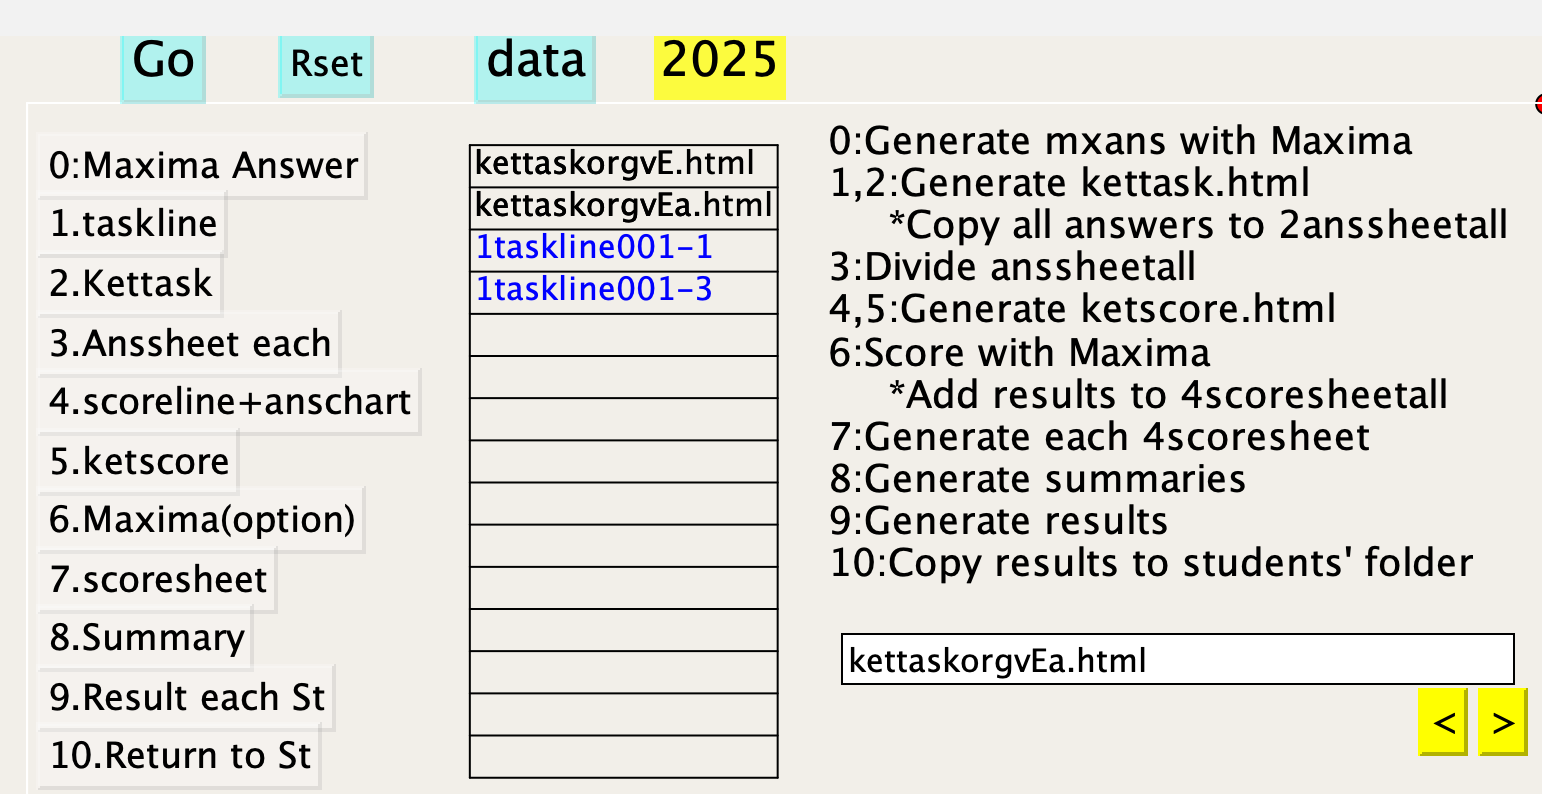 Go Rset data 2025
0:Maxima Answer
1.taskline
2.Kettask
3.Anssheet each
4.scoreline+anschart
5.ketscore
6.Maxima(option)
7.scoresheet
8.Summary
9.Result each St
10.Return to St
kettaskorgvE.html
kettaskorgvEa.html
1taskline001-1
1taskline001-3
0:Generate mxans with Maxima
1,2:Generate kettask.html
*Copy all answers to 2anssheetall
3:Divide anssheetall
4,5:Generate ketscore.html
6:Score with Maxima
*Add results to 4scoresheetall
7:Generate each 4scoresheet
8:Generate summaries
9:Generate results
10:Copy results to students' folder
kettaskorgvEa.html
< >